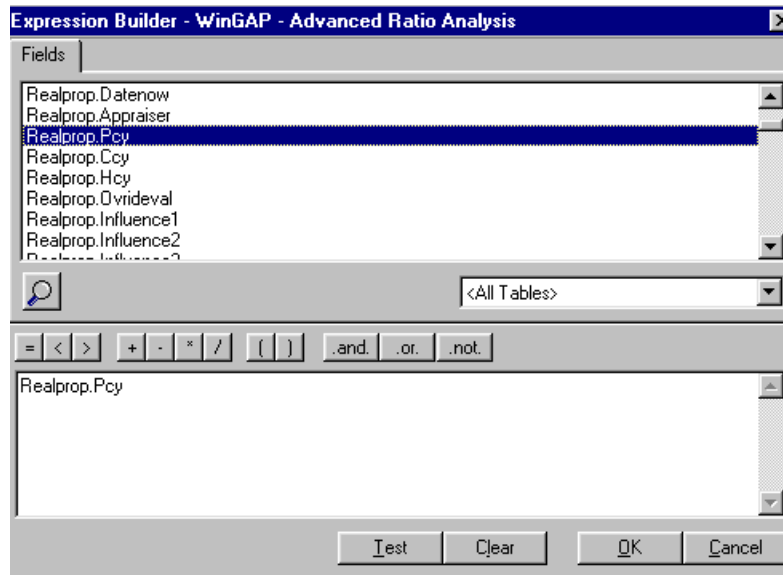 Expression Builder - WinGAP - Advanced Ratio Analysis
Fields
Realprop.Datenow
Realprop.Appraiser
Realprop.Pcy
Realprop.Ccy
Realprop.Hcy
Realprop.Ovrideval
Realprop.Influence1
Realprop.Influence2
<All Tables>
= < > + - * / ( ) .and. .or. .not.
Realprop.Pcy
Test Clear OK Cancel